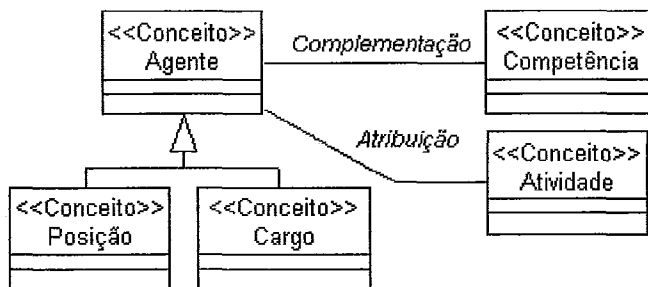 <<Conceito>>
Agente
Complementação
<<Conceito>>
Competência
Atribuição
<<Conceito>>
Atividade
<<Conceito>>
Posição
<<Conceito>>
Cargo